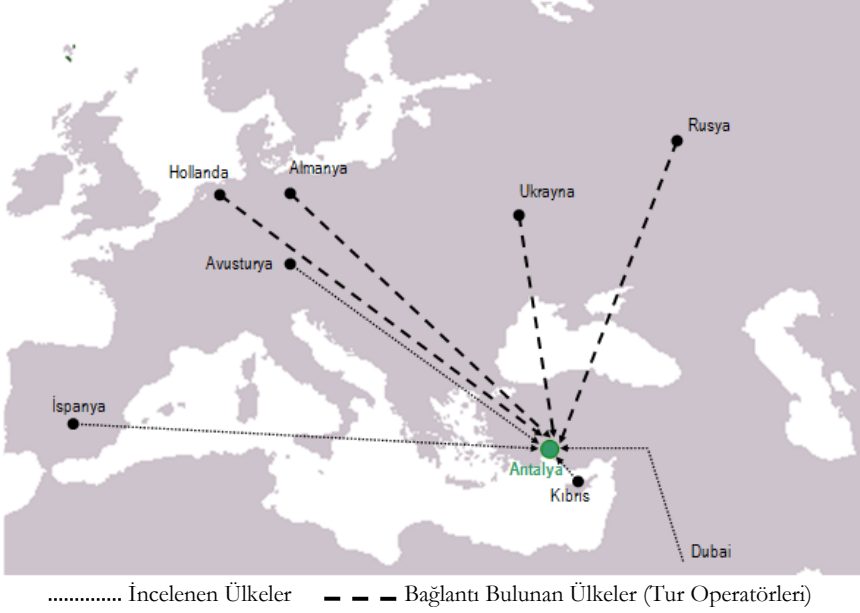 Rusya
Hollanda
Almanya
Ukrayna
Avusturya
İspanya
Antalya
Kıbrıs
Dubai
İncelenen Ülkeler
Bağlantı Bulunan Ülkeler (Tur Operatörleri)